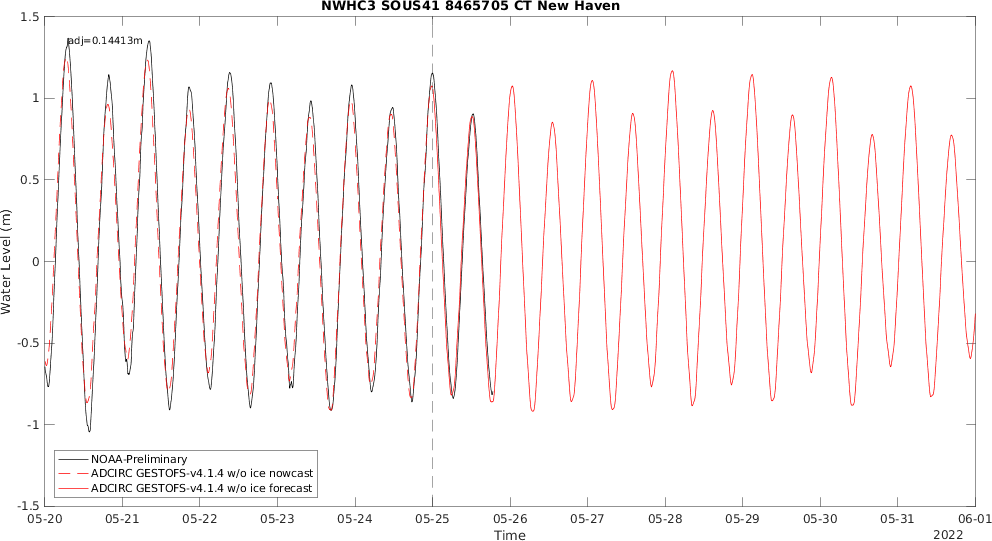 NWHC3 SOUS41 8465705 CT New Haven
adj=0.14413m
1.5
1
0.5
0
-0.5
-1
-1.5
Water Level (m)
NOAA-Preliminary
ADCIRC GESTOFS-v4.1.4 w/o ice nowcast
ADCIRC GESTOFS-v4.1.4 w/o ice forecast
05-20 05-21 05-22 05-23 05-24 05-25 05-26 05-27 05-28 05-29 05-30 05-31 06-01
Time
2022